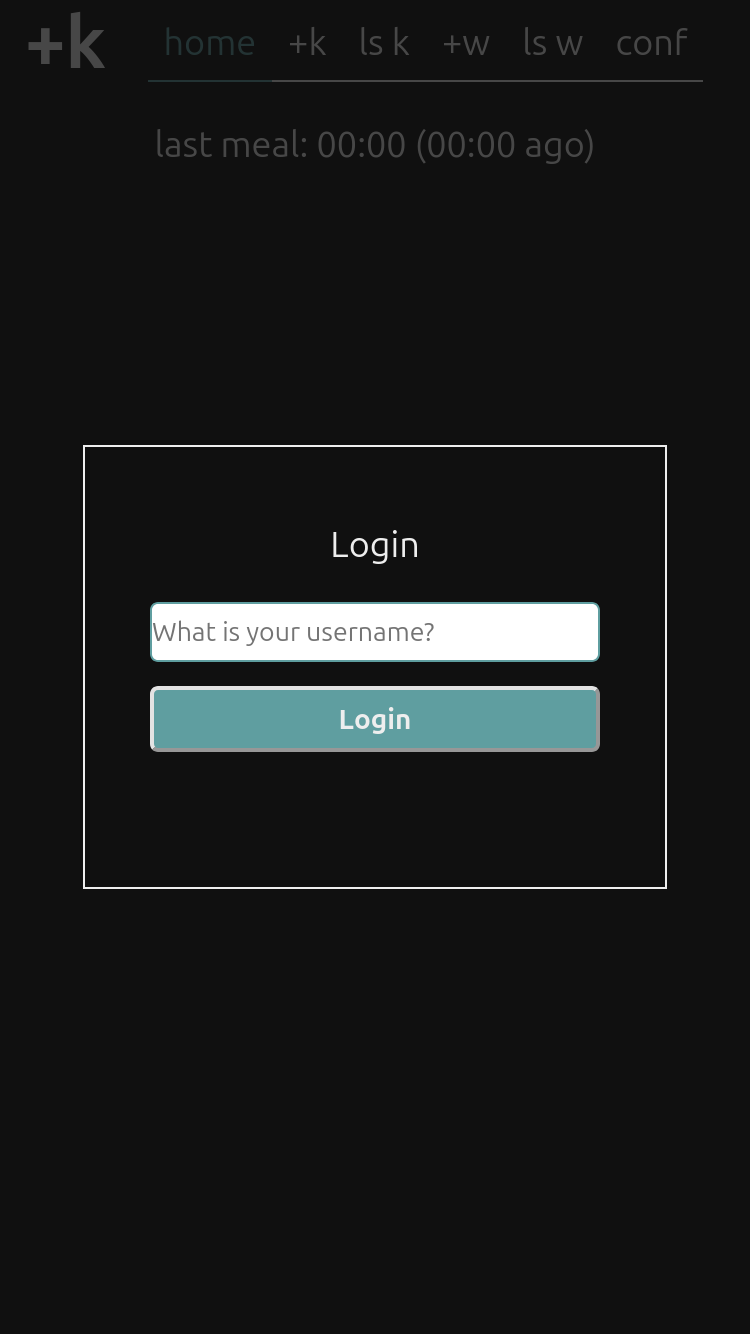 +k home +k ls k +w ls w conf
last meal: 00:00 (00:00 ago)
Login
What is your username?
Login